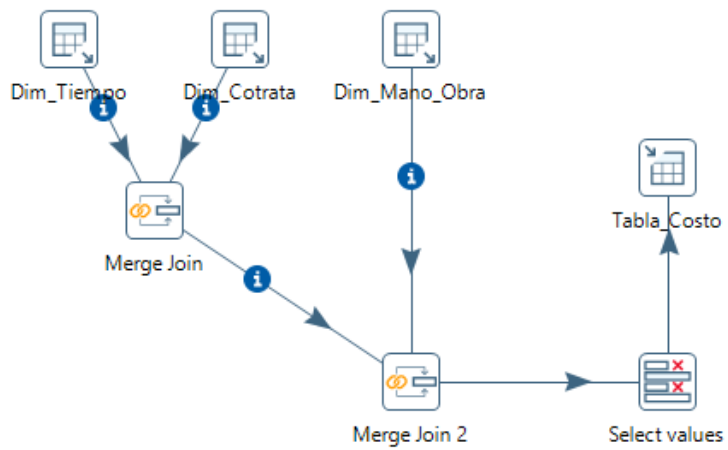 Dim_Tiempo
Dim_Cotrata
Dim_Mano_Obra
Tabla_Costo
Merge Join
Merge Join 2
Select values